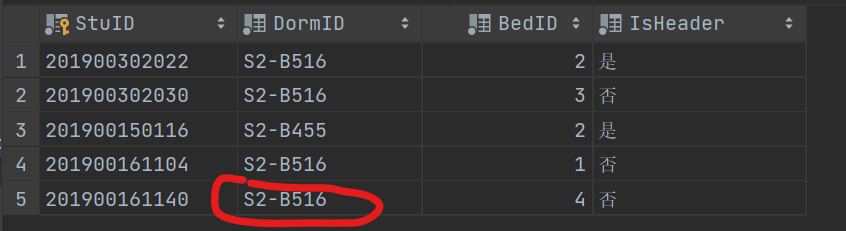 StuID DormID BedID IsHeader
1 201900302022 S2-B516 2 是
2 201900302030 S2-B516 3 否
3 201900150116 S2-B455 2 是
4 201900161104 S2-B516 1 否
5 201900161140 S2-B516 4 否